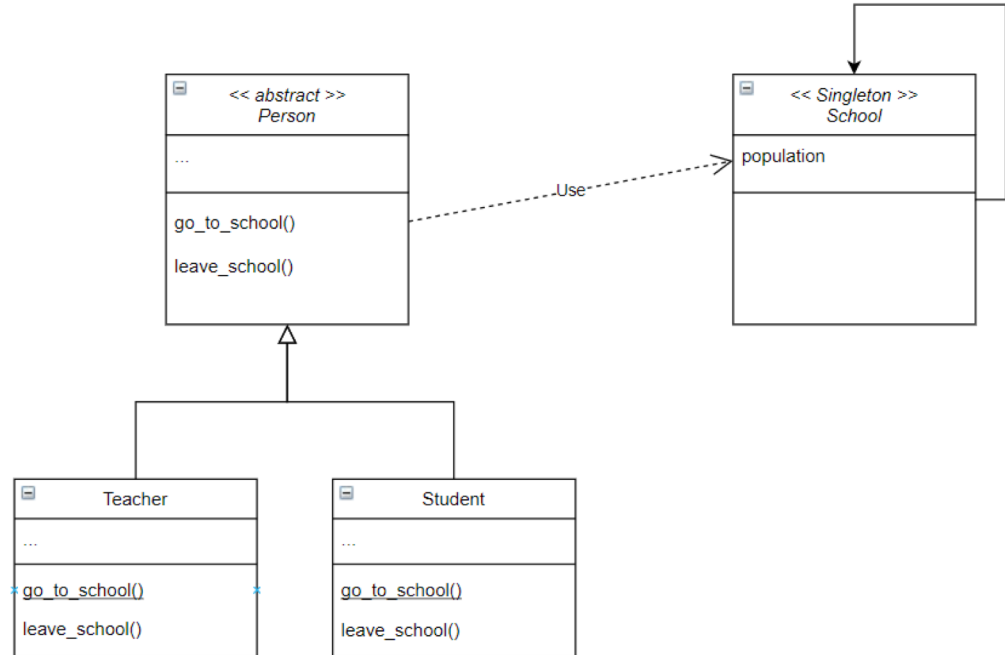 << abstract >>
Person
...
go_to_school()
leave_school()
Use
<< Singleton >>
School
population
Teacher
...
go_to_school()
leave_school()
Student
...
go_to_school()
leave_school()